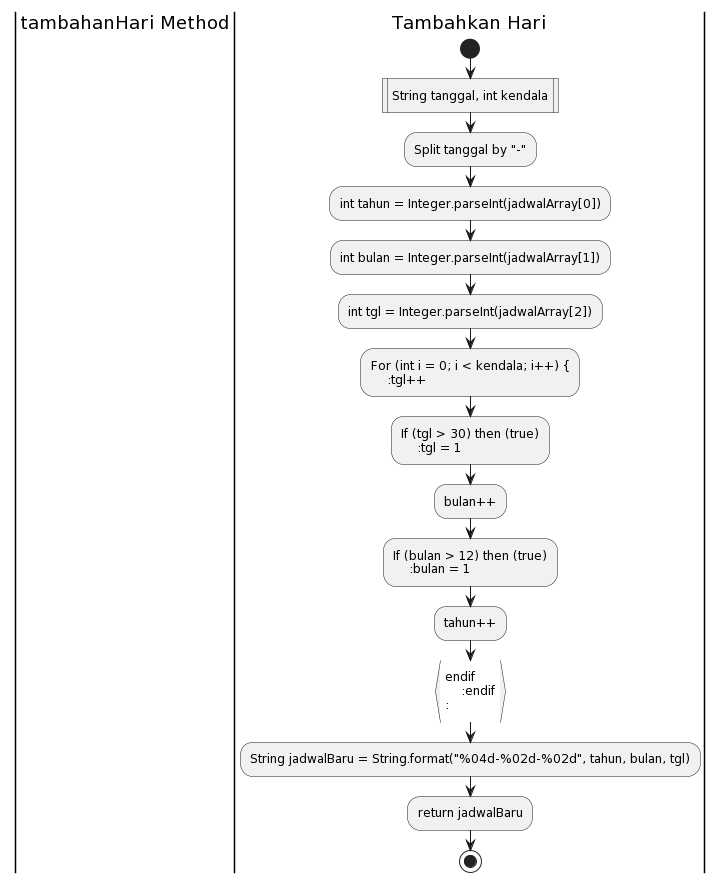 tambahanHari Method
Tambahkan Hari
String tanggal, int kendala
Split tanggal by "-"
int tahun = Integer.parseInt(jadwalArray[0])
int bulan = Integer.parseInt(jadwalArray[1])
int tgl = Integer.parseInt(jadwalArray[2])
For (int i = 0; i < kendala; i++) {
:tgl++
If (tgl > 30) then (true)
:tgl = 1
bulan++
If (bulan > 12) then (true)
:bulan = 1
tahun++
endif
:endif
:
String jadwalBaru = String.format("%04d-%02d-%02d", tahun, bulan, tgl)
return jadwalBaru